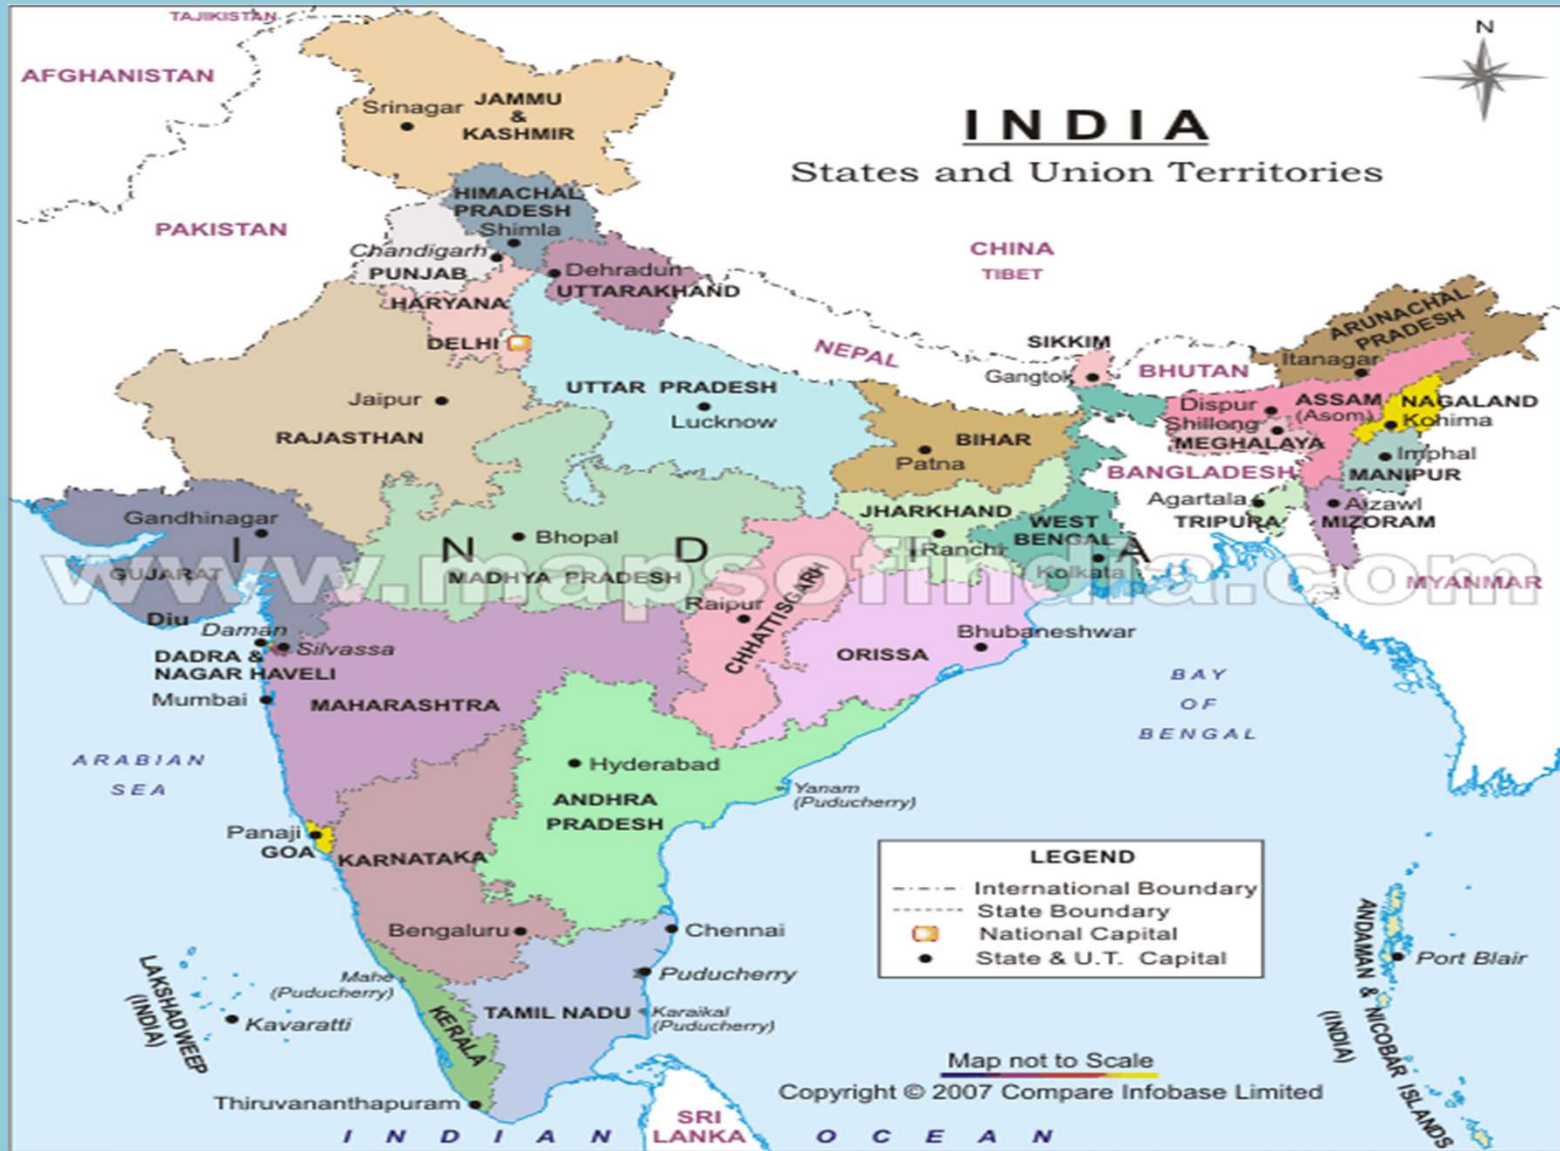 TAJIKISTAN
AFGHANISTAN
N
INDIA
States and Union Territories
Srinagar
JAMMU
&
KASHMIR
HIMACHAL
PRADESH
Shimla
PAKISTAN
Chandigarh
PUNJAB
Dehradun
UTTARAKHAND
HARYANA
DELHI
CHINA
TIBET
NEPAL
SIKKIM
Gangtok
BHUTAN
ARUNACHAL
PRADESH
Itanagar
UTTAR PRADESH
Lucknow
Jaipur
RAJASTHAN
BIHAR
Patna
Dispur
ASSAM
(Asom)
NAGALAND
Kohima
Shillong
MEGHALAYA
Imphal
MANIPUR
BANGLADESH
Agartala
TRIPURA
Aizawl
MIZORAM
JHARKHAND
Ranchi
WEST
BENGAL
Kolkata
Gandhinagar
GUJARAT
Bhopal
MADHYA PRADESH
I N D I A
www.mapsofindia.com
MYANMAR
Diu
Daman
Silvassa
DADRA &
NAGAR HAVELI
Mumbai
MAHARASHTRA
Raipur
CHHATTISGARH
ORISSA
Bhubaneshwar
BAY
OF
BENGAL
ARABIAN
SEA
Hyderabad
ANDHRA
PRADESH
Yanam
(Puducherry)
Panaji
GOA
KARNATAKA
Bengaluru
Chennai
LEGEND
International Boundary
State Boundary
National Capital
State & U.T. Capital
Mahe
(Puducherry)
Puducherry
TAMIL NADU
Karaikal
(Puducherry)
KERALA
LAKSHADWEEP
(INDIA)
Kavaratti
Thiruvananthapuram
ANDAMAN & NICOBAR ISLANDS
(INDIA)
Port Blair
Map not to Scale
Copyright © 2007 Compare Infobase Limited
SRI
LANKA
INDIAN OCEAN